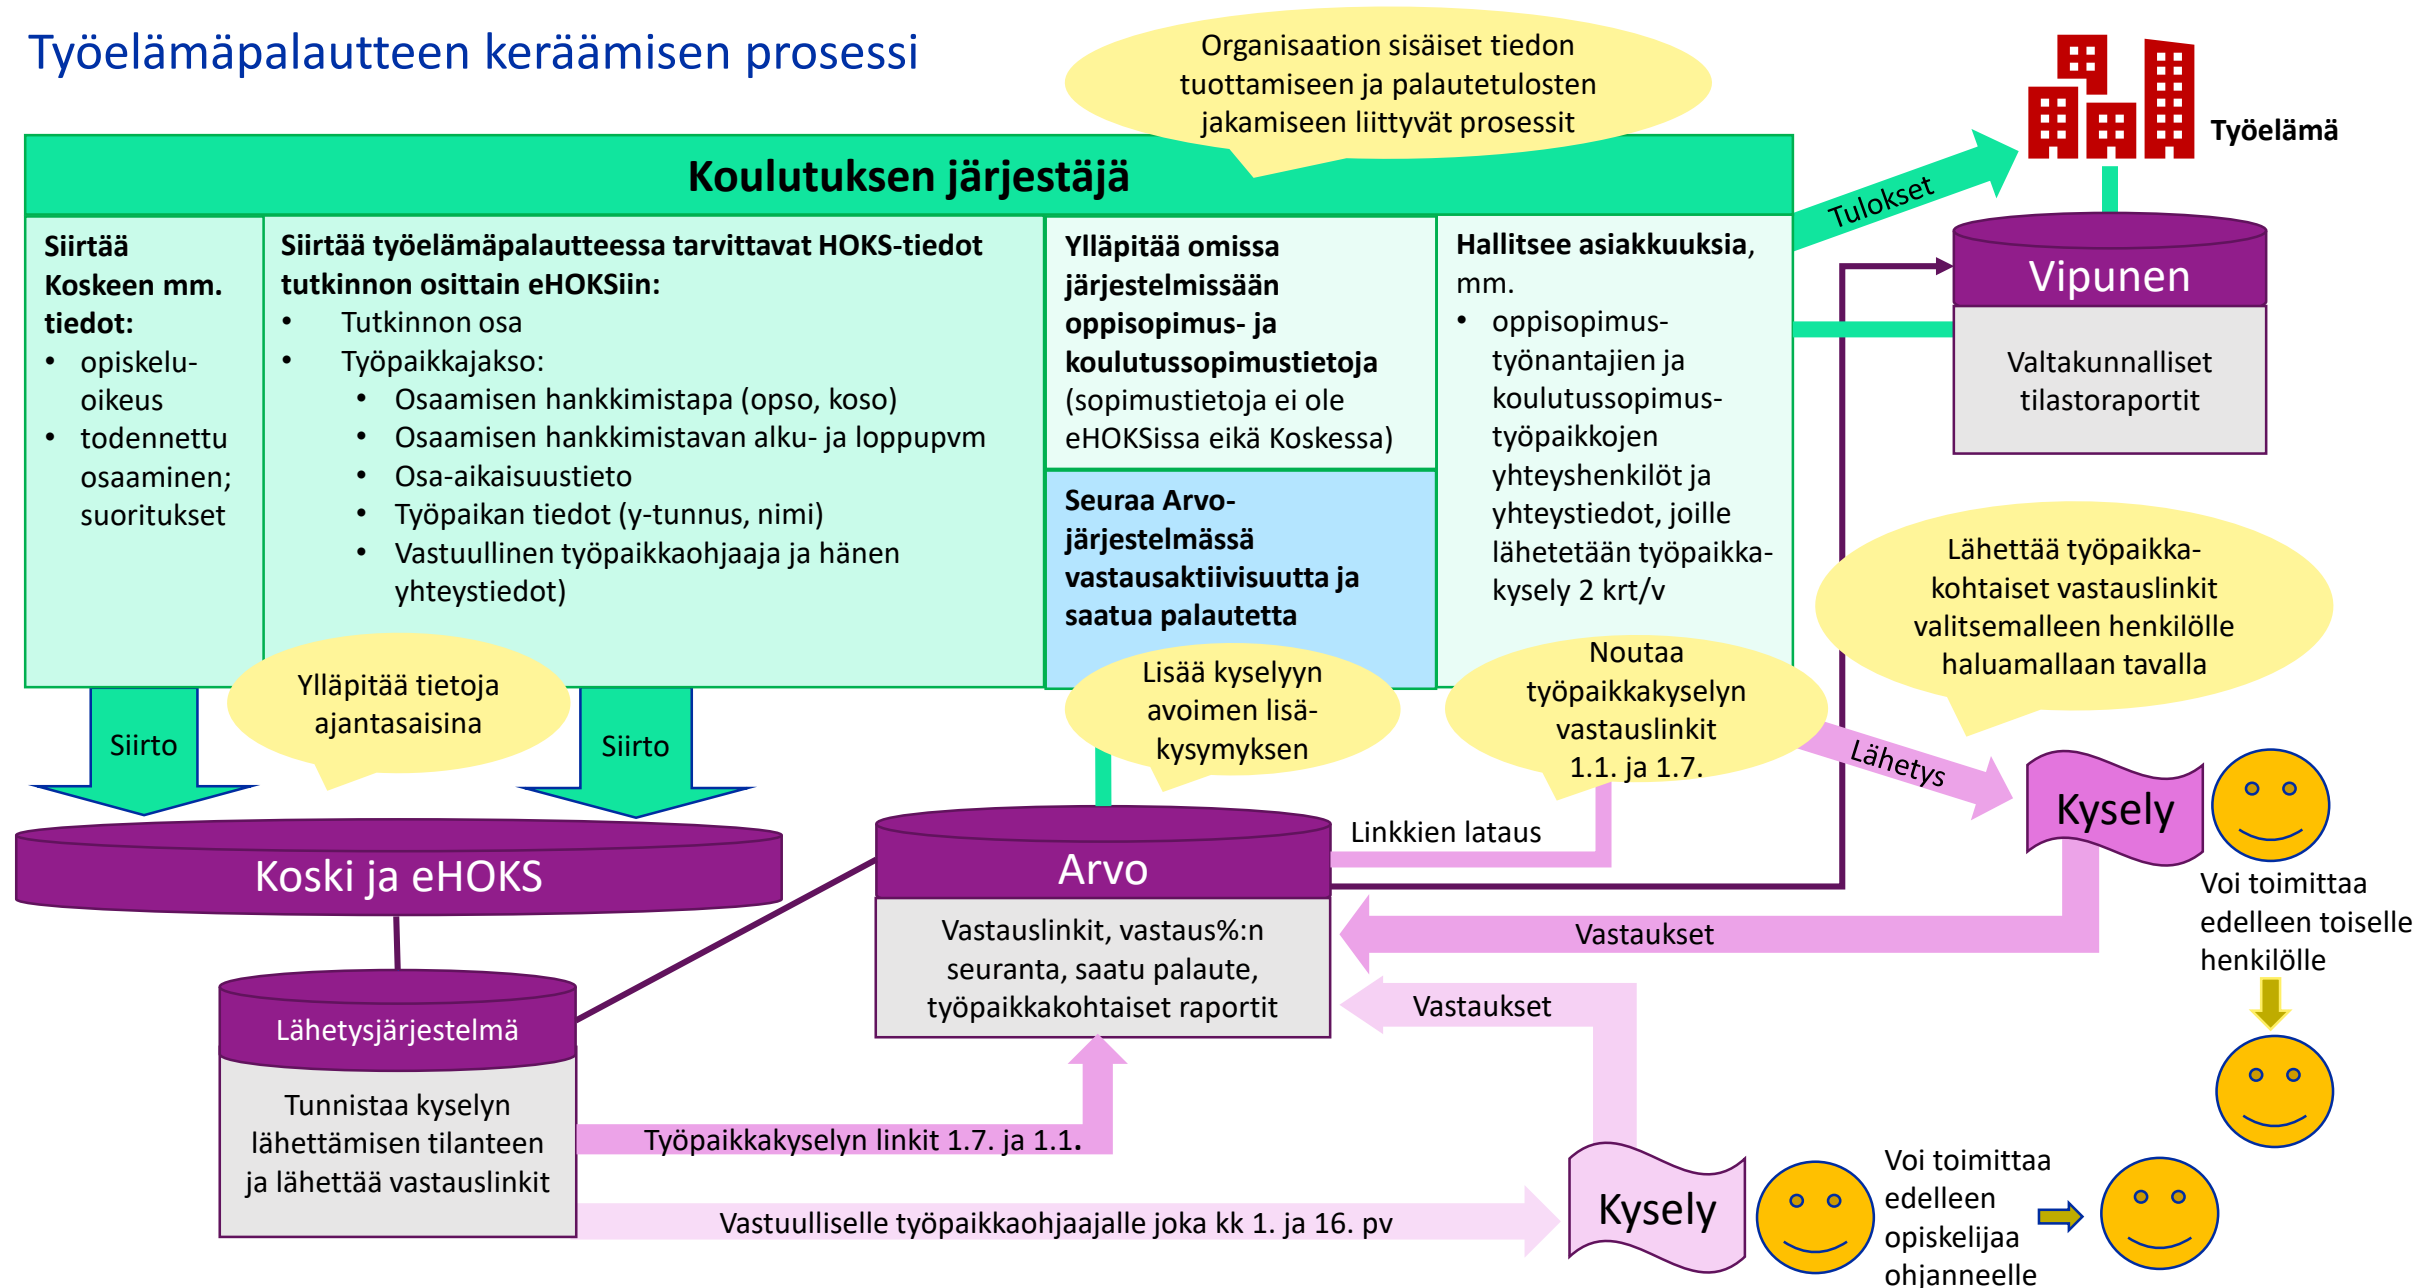 Työelämäpalautteen keräämisen prosessi
Organisaation sisäiset tiedon
tuottamiseen ja palautetulosten
jakamiseen liittyvät prosessit
Työelämä
Koulutuksen järjestäjä
Tulokset
Siirtää
Koskeen mm.
tiedot:
• opiskelu-
oikeus
• todennettu
osaaminen;
suoritukset
Siirtää työelämäpalautteessa tarvittavat HOKS-tiedot
tutkinnon osittain eHOKSiin:
• Tutkinnon osa
• Työpaikkajakso:
• Osaamisen hankkimistapa (opso, koso)
• Osaamisen hankkimistavan alku- ja loppupvm
• Osa-aikaisuustieto
• Työpaikan tiedot (y-tunnus, nimi)
• Vastuullinen työpaikkaohjaaja ja hänen
yhteystiedot)
Ylläpitää omissa
järjestelmissään
oppisopimus- ja
koulutussopimustietoja
(sopimustietoja ei ole
eHOKSissa eikä Koskessa)
Seuraa Arvo-
järjestelmässä
vastausaktiivisuutta ja
saatua palautetta
Hallitsee asiakkuuksia,
mm.
• oppisopimus-
työnantajien ja
koulutussopimus-
työpaikkojen
yhteyshenkilöt ja
yhteystiedot, joille
lähetetään työpaikka-
kysely 2 krt/v
Vipunen
Valtakunnalliset
tilastoraportit
Lähettää työpaikka-
kohtaiset vastauslinkit
valitsemalleen henkilölle
haluamallaan tavalla
Ylläpitää tietoja
ajantasaisina
Siirto
Siirto
Lisää kyselyyn
avoimen lisä-
kysymyksen
Noutaa
työpaikkakyselyn
vastauslinkit
1.1. ja 1.7.
Lähetys
Kysely
Voi toimittaa
edelleen toiselle
henkilölle
Koski ja eHOKS
Arvo
Linkkien lataus
Vastauslinkit, vastaus%:n
seuranta, saatu palaute,
työpaikkakohtaiset raportit
Vastaukset
Vastaukset
Lähetysjärjestelmä
Tunnistaa kyselyn
lähettämisen tilanteen
ja lähettää vastauslinkit
Työpaikkakyselyn linkit 1.7. ja 1.1.
Vastuulliselle työpaikkaohjaajalle joka kk 1. ja 16. pv
Kysely
Voi toimittaa
edelleen
opiskelijaa
ohjanneelle